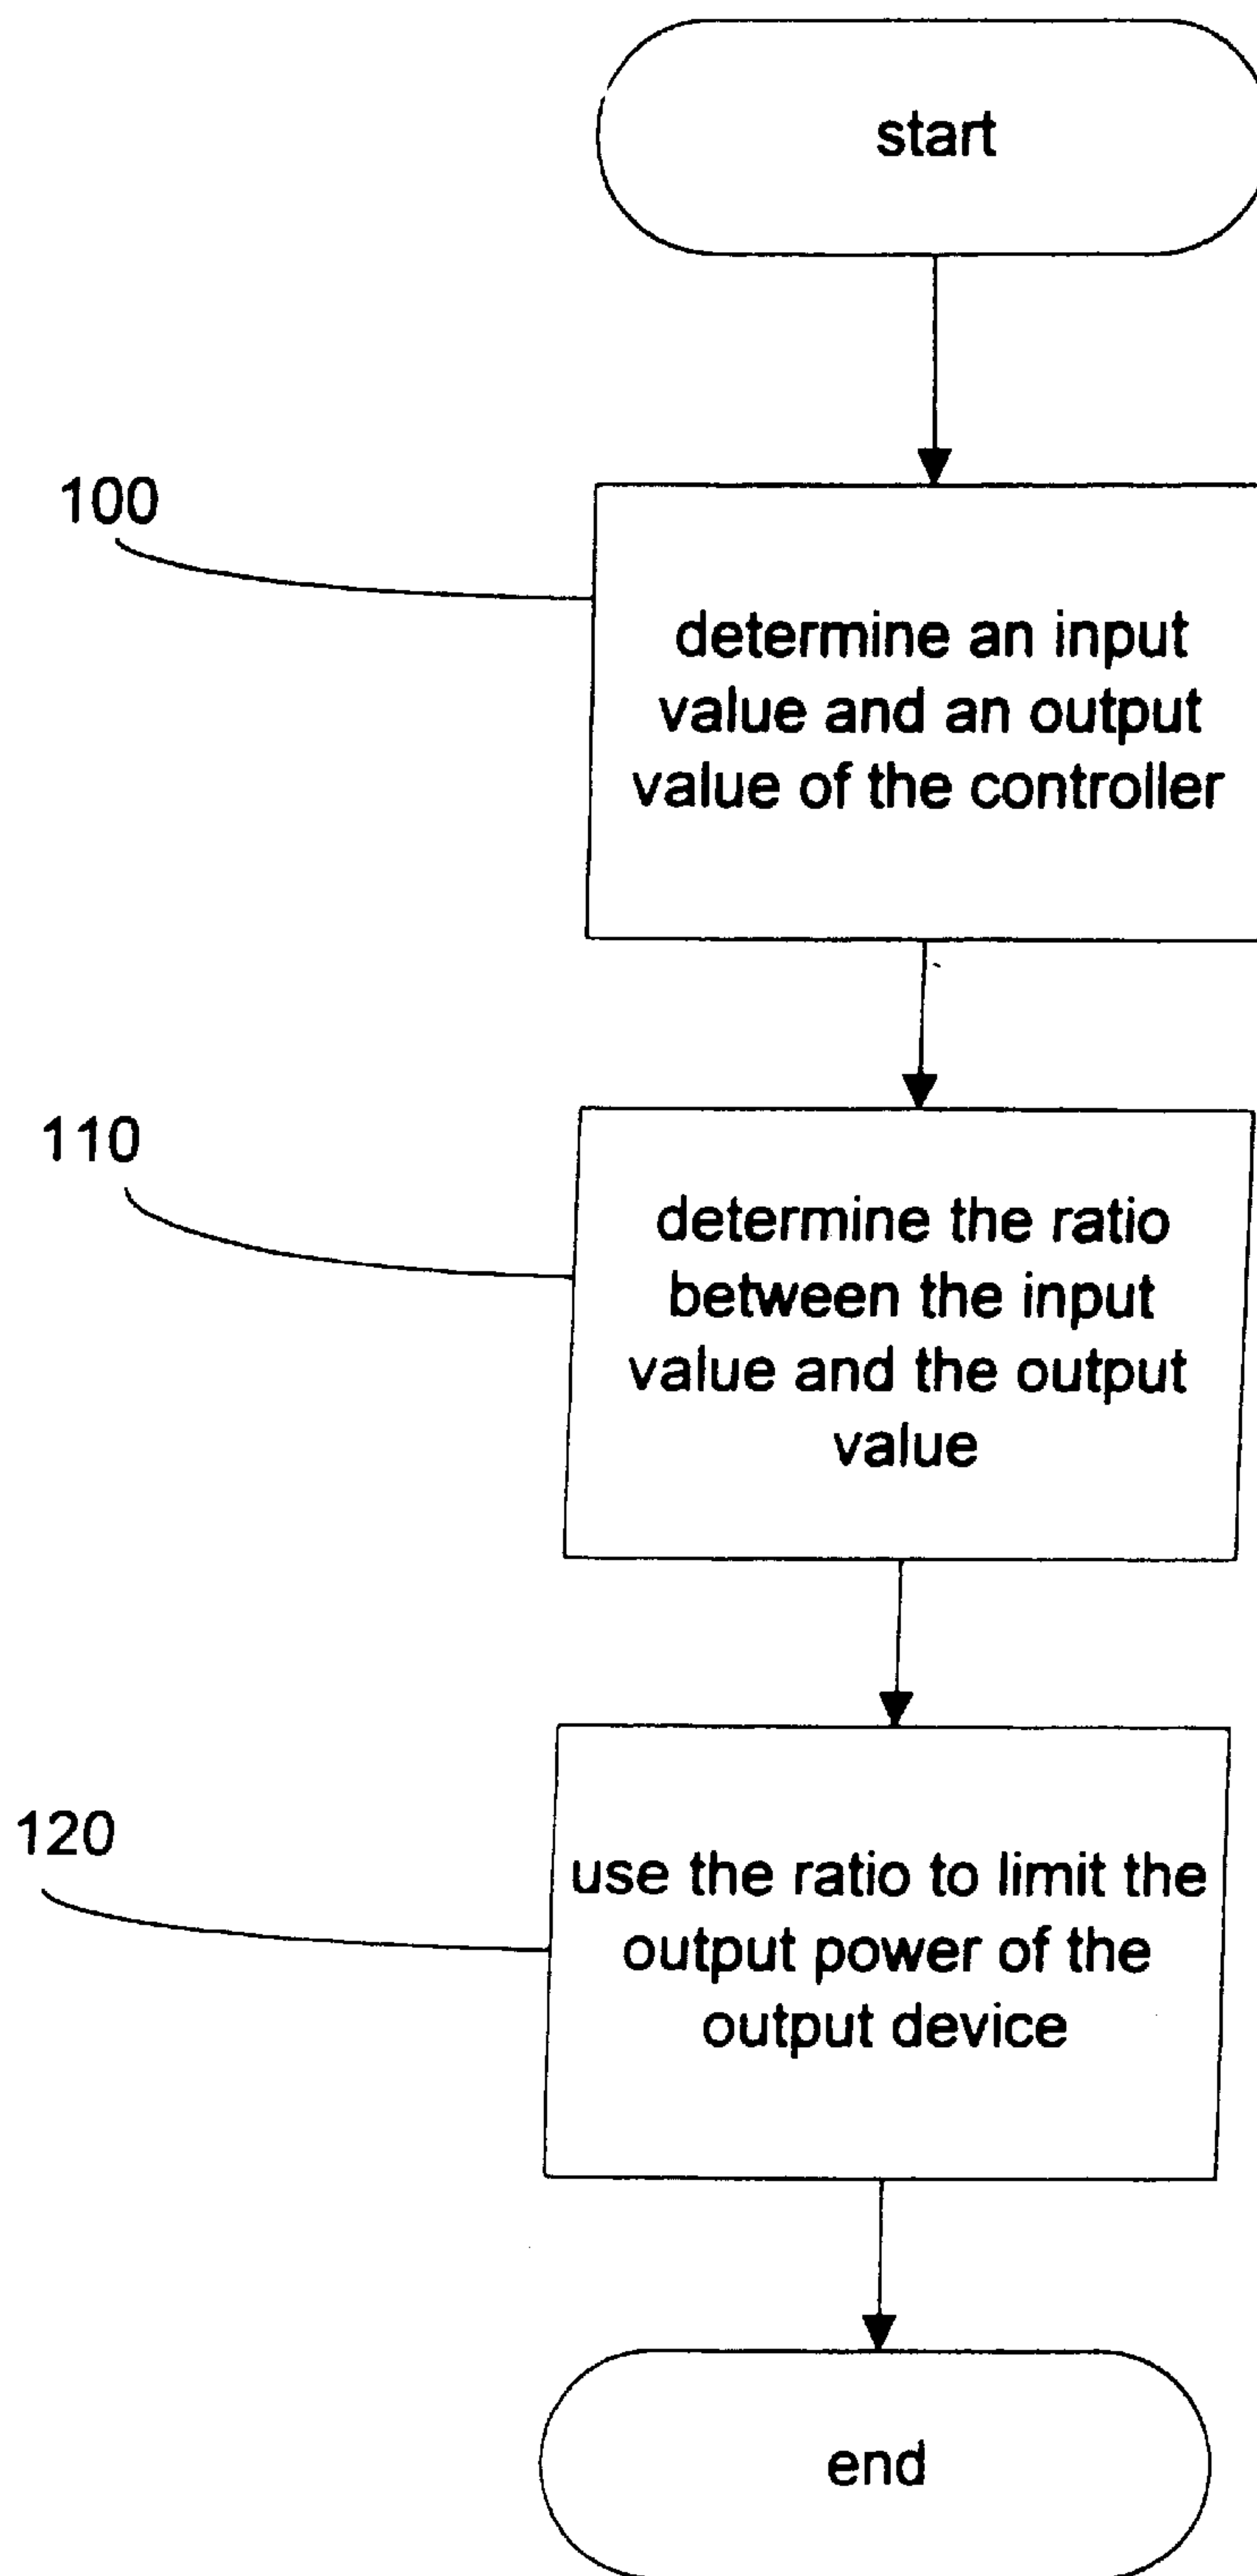 start
100
determine an input
value and an output
value of the controller
110
determine the ratio
between the input
value and the output
value
120
use the ratio to limit the
output power of the
output device
end